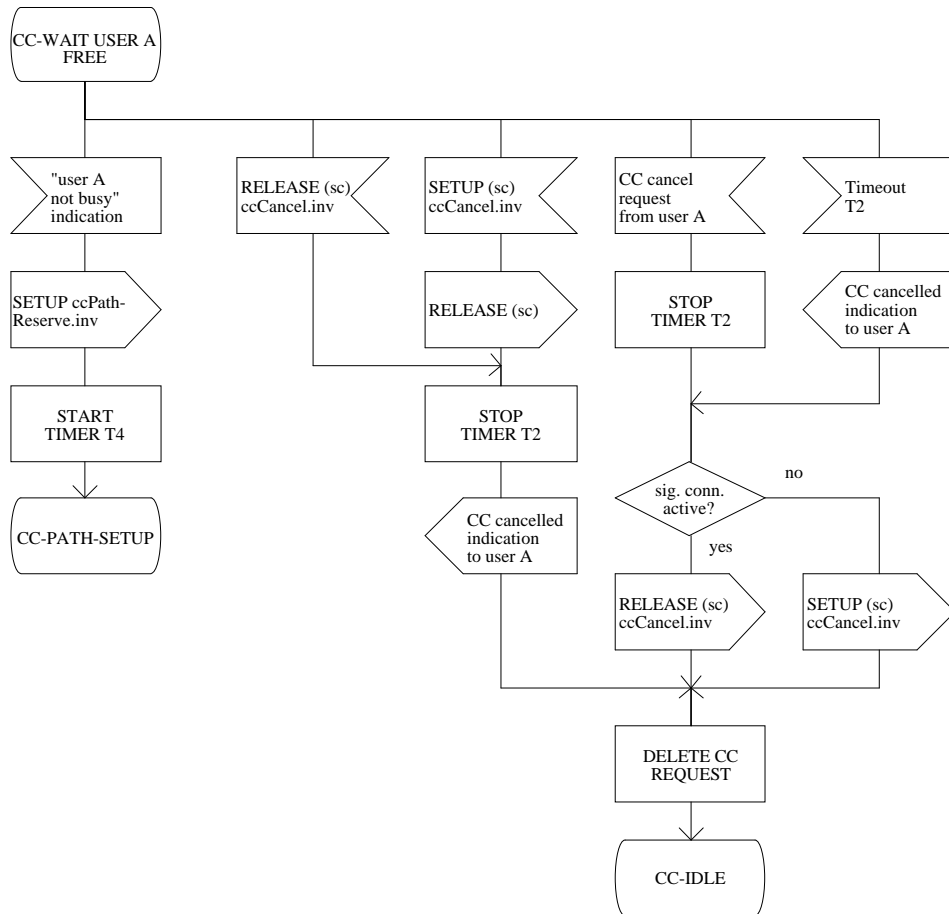 CC-WAIT USER A
FREE
"user A
not busy"
indication
RELEASE (sc)
ccCancel.inv
SETUP (sc)
ccCancel.inv
CC cancel
request
from user A
Timeout
T2
SETUP ccPath-
Reserve.inv
RELEASE (sc)
STOP
TIMER T2
CC cancelled
indication
to user A
START
TIMER T4
STOP
TIMER T2
sig. conn.
active?
no
yes
CC-PATH-SETUP
CC cancelled
indication
to user A
RELEASE (sc)
ccCancel.inv
SETUP (sc)
ccCancel.inv
DELETE CC
REQUEST
CC-IDLE